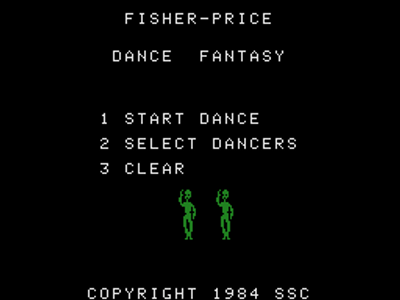 FISHER-PRICE
DANCE FANTASY
1 START DANCE
2 SELECT DANCERS
3 CLEAR
COPYRIGHT 1984 SSC